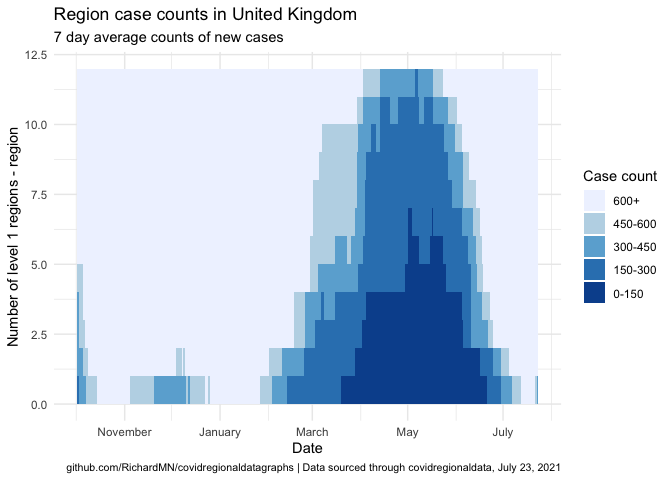 Region case counts in United Kingdom
7 day average counts of new cases
12.5
10.0
7.5
5.0
2.5
0.0
Number of level 1 regions - region
November January March May July
Date
Case count
600+
450-600
300-450
150-300
0-150
github.com/RichardMN/covidregionaldatagraphs | Data sourced through covidregionaldata, July 23, 2021